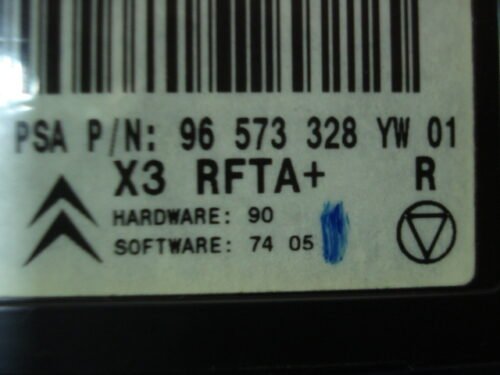 PSA P/N: 96 573 328 YW 01
X3 RFTA+ R
HARDWARE: 90
SOFTWARE: 74 05